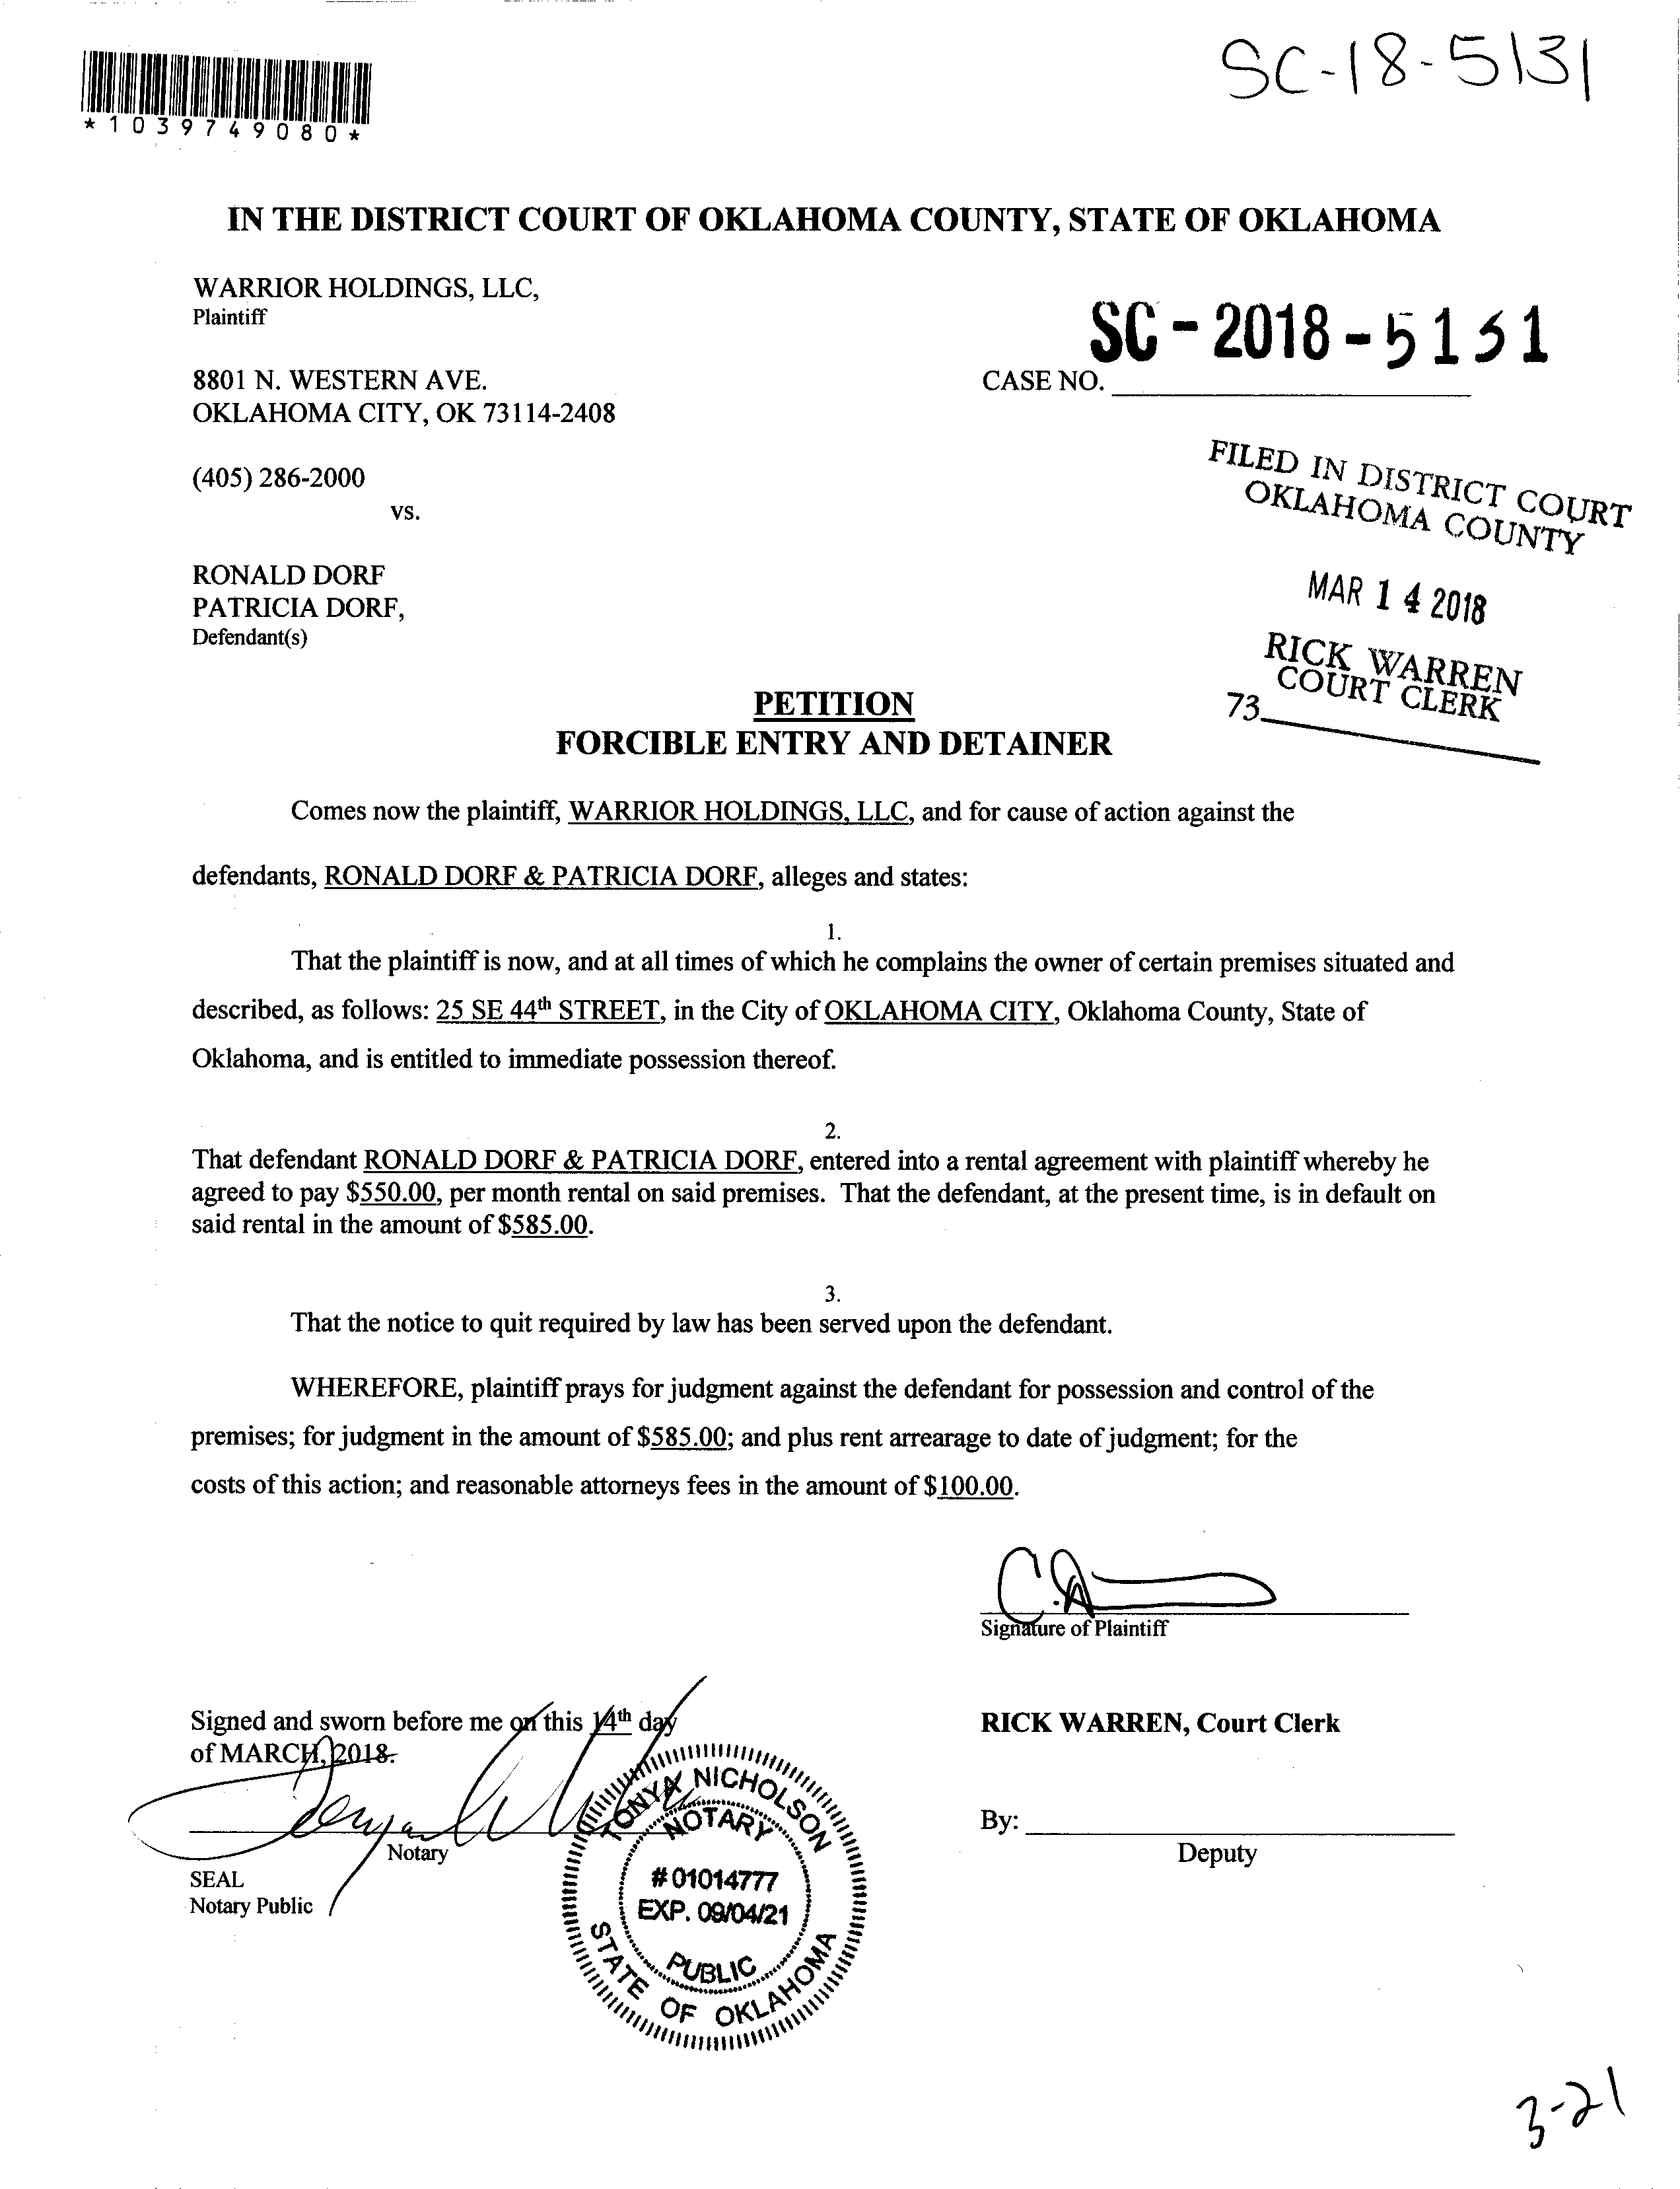 SC-18-5131
*1039749080*
IN THE DISTRICT COURT OF OKLAHOMA COUNTY, STATE OF OKLAHOMA
WARRIOR HOLDINGS, LLC,
Plaintiff
SC-2018-5131
8801 N. WESTERN AVE.
CASE NO.
OKLAHOMA CITY, OK 73114-2408
FILED IN DISTRICT COURT
OKLAHOMA COUNTY
(405) 286-2000
vs.
RONALD DORF
MAR 14 2018
PATRICIA DORF,
Defendant(s)
RICK WARREN
COURT CLERK
73
PETITION
FORCIBLE ENTRY AND DETAINER
Comes now the plaintiff, WARRIOR HOLDINGS, LLC, and for cause of action against the
defendants, RONALD DORF & PATRICIA DORF, alleges and states:
1.
That the plaintiff is now, and at all times of which he complains the owner of certain premises situated and
described, as follows: 25 SE 44th STREET, in the City of OKLAHOMA CITY, Oklahoma County, State of
Oklahoma, and is entitled to immediate possession thereof.
2.
That defendant RONALD DORF & PATRICIA DORF, entered into a rental agreement with plaintiff whereby he
agreed to pay $550.00, per month rental on said premises. That the defendant, at the present time, is in default on
said rental in the amount of $585.00.
3.
That the notice to quit required by law has been served upon the defendant.
WHEREFORE, plaintiff prays for judgment against the defendant for possession and control of the
premises; for judgment in the amount of $585.00; and plus rent arrearage to date of judgment; for the
costs of this action; and reasonable attorneys fees in the amount of $100.00.
Signature of Plaintiff
Signed and sworn before me on this 14th day
of MARCH, 2018.
RICK WARREN, Court Clerk
By:
Deputy
Notary
SEAL
Notary Public
TONYA NICHOLSON
NOTARY
#01014777
EXP. 09/04/21
PUBLIC
STATE OF OKLAHOMA
3-21